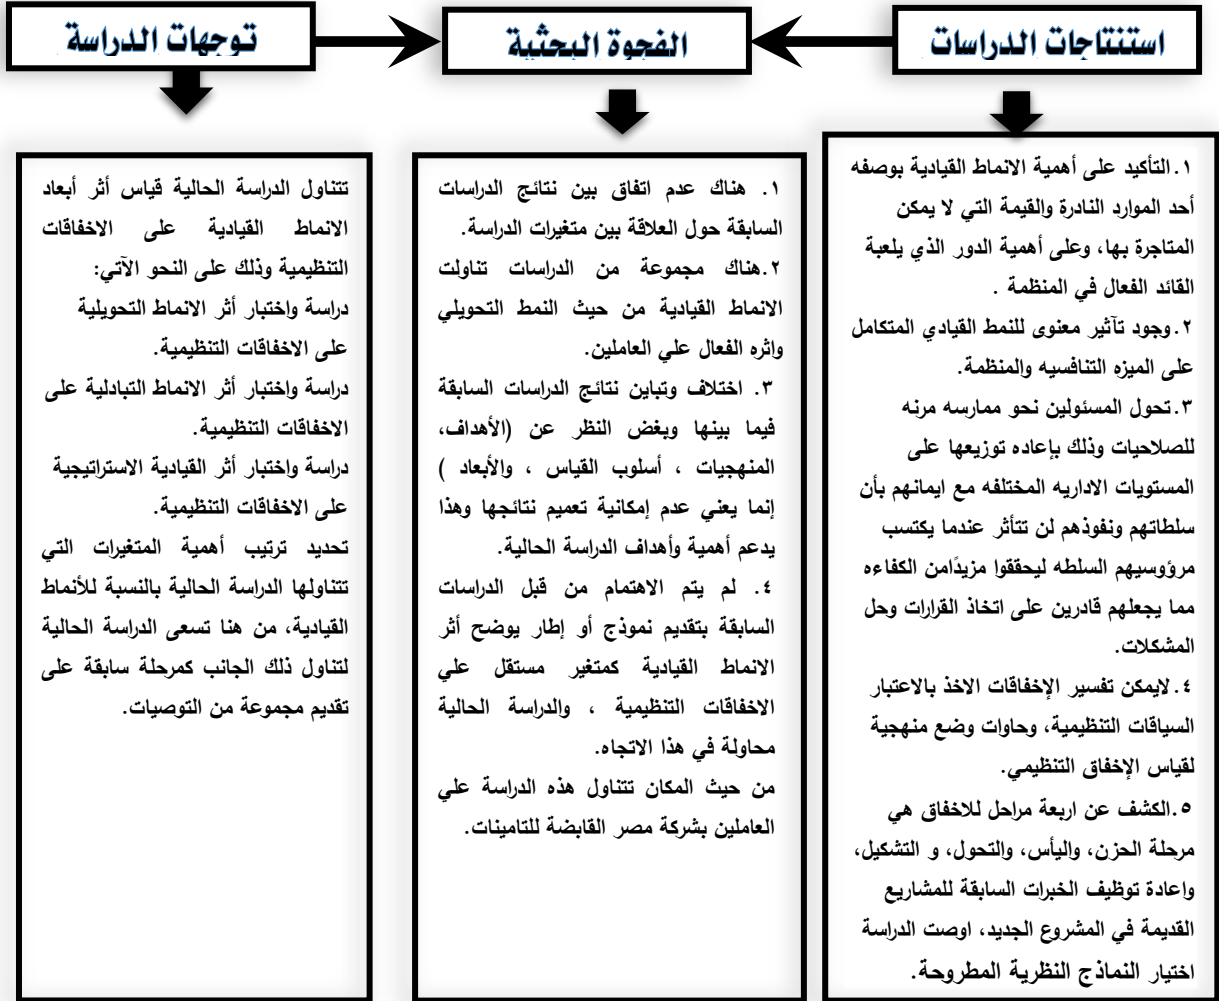 استنتاجات الدراسات
الفجوة البحثية
توجهات الدراسة
١.التأكيد على أهمية الانماط القيادية بوصفه
أحد الموارد النادرة والقيمة التي لا يمكن
المتاجرة بها، وعلى أهمية الدور الذي يلعبة
القائد الفعال في المنظمة .
٢.وجود تآثير معنوى للنمط القيادي المتكامل
على الميزه التنافسيه والمنظمة.
٣.تحول المسئولين نحو ممارسه مرنه
للصلاحيات وذلك بإعاده توزيعها على
المستويات الاداريه المختلفه مع ايمانهم بأن
سلطاتهم ونفوذهم لن تتأثر عندما يكتسب
مرؤوسيهم السلطه ليحققوا مزيدًامن الكفاءه
مما يجعلهم قادرين على اتخاذ القرارات وحل
المشكلات.
٤.لايمكن تفسير الإخفاقات الاخذ بالاعتبار
السياقات التنظيمية، وحاوات وضع منهجية
لقياس الإخفاق التنظيمي.
٥.الكشف عن اربعة مراحل للاخفاق هي
مرحلة الحزن، واليأس، والتحول، و التشكيل،
واعادة توظيف الخبرات السابقة للمشاريع
القديمة في المشروع الجديد، اوصت الدراسة
اختيار النماذج النظرية المطروحة.
١. هناك عدم اتفاق بين نتائج الدراسات
السابقة حول العلاقة بين متغيرات الدراسة.
٢.هناك مجموعة من الدراسات تناولت
الانماط القيادية من حيث النمط التحويلي
واثره الفعال علي العاملين.
٣. اختلاف وتباين نتائج الدراسات السابقة
فيما بينها وبغض النظر عن (الأهداف،
المنهجيات ، أسلوب القياس ، والأبعاد )
إنما يعني عدم إمكانية تعميم نتائجها وهذا
يدعم أهمية وأهداف الدراسة الحالية.
٤. لم يتم الاهتمام من قبل الدراسات
السابقة بتقديم نموذج أو إطار يوضح أثر
الانماط القيادية كمتغير مستقل علي
الاخفاقات التنظيمية ، والدراسة الحالية
محاولة في هذا الاتجاه.
من حيث المكان تتناول هذه الدراسة علي
العاملين بشركة مصر القابضة للتامينات.
تتناول الدراسة الحالية قياس أثر أبعاد
الانماط القيادية على الاخفاقات
التنظيمية وذلك على النحو الآتي:
دراسة واختبار أثر الانماط التحويلية
على الاخفاقات التنظيمية.
دراسة واختبار أثر الانماط التبادلية على
الاخفاقات التنظيمية.
دراسة واختبار أثر القيادية الاستراتيجية
على الاخفاقات التنظيمية.
تحديد ترتيب أهمية المتغيرات التي
تتناولها الدراسة الحالية بالنسبة للأنماط
القيادية، من هنا تسعى الدراسة الحالية
لتناول ذلك الجانب كمرحلة سابقة على
تقديم مجموعة من التوصيات.